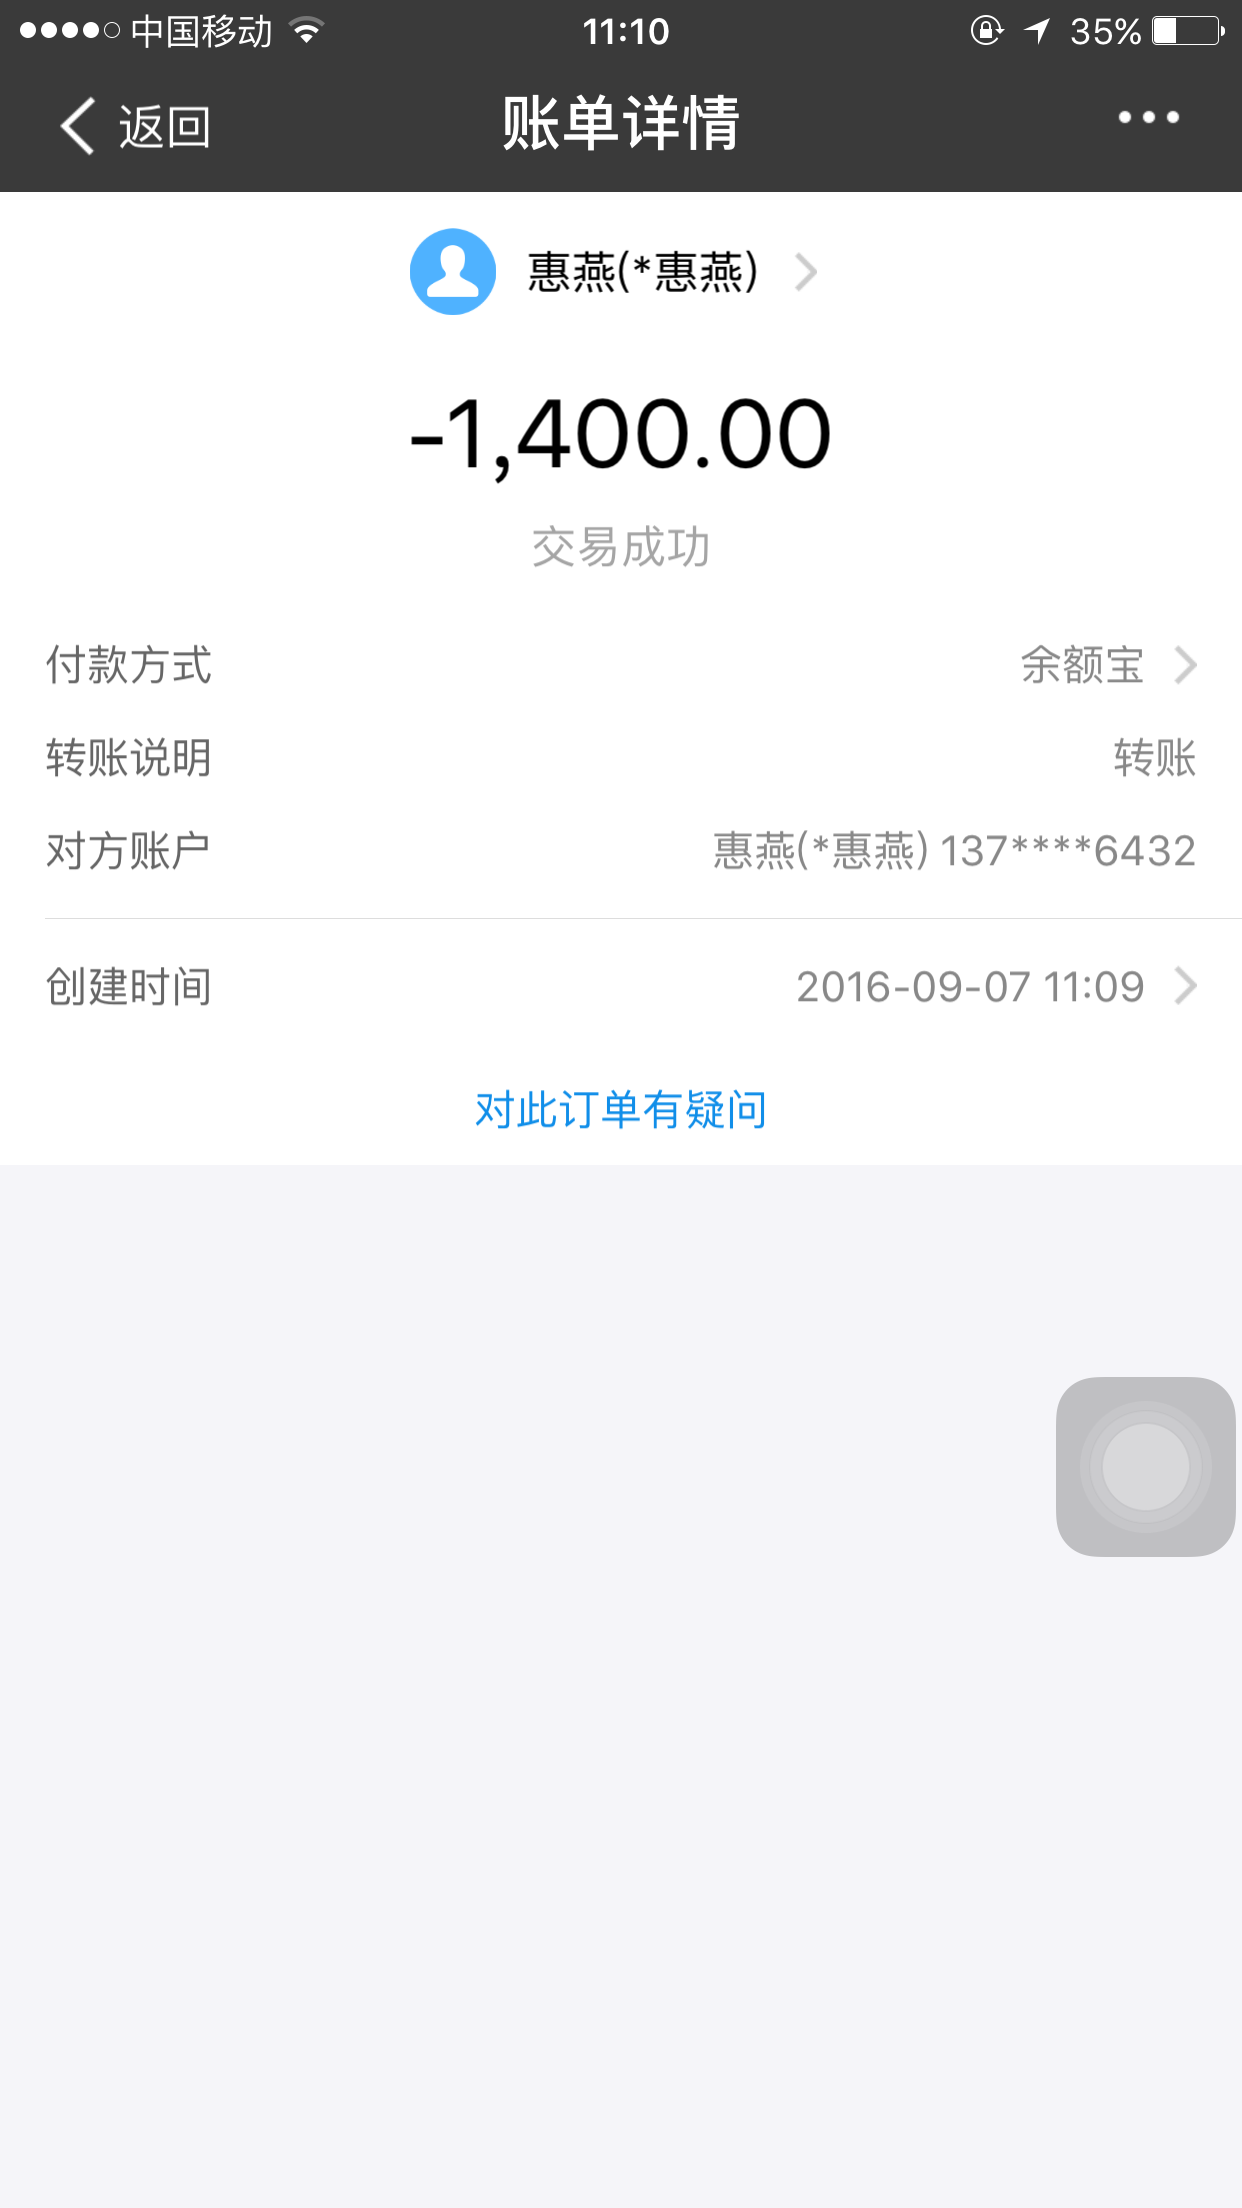 中国移动 11:10 35%
返回 账单详情
惠燕(*惠燕)
-1,400.00
交易成功
付款方式 余额宝
转账说明 转账
对方账户 惠燕(*惠燕) 137****6432
创建时间 2016-09-07 11:09
对此订单有疑问